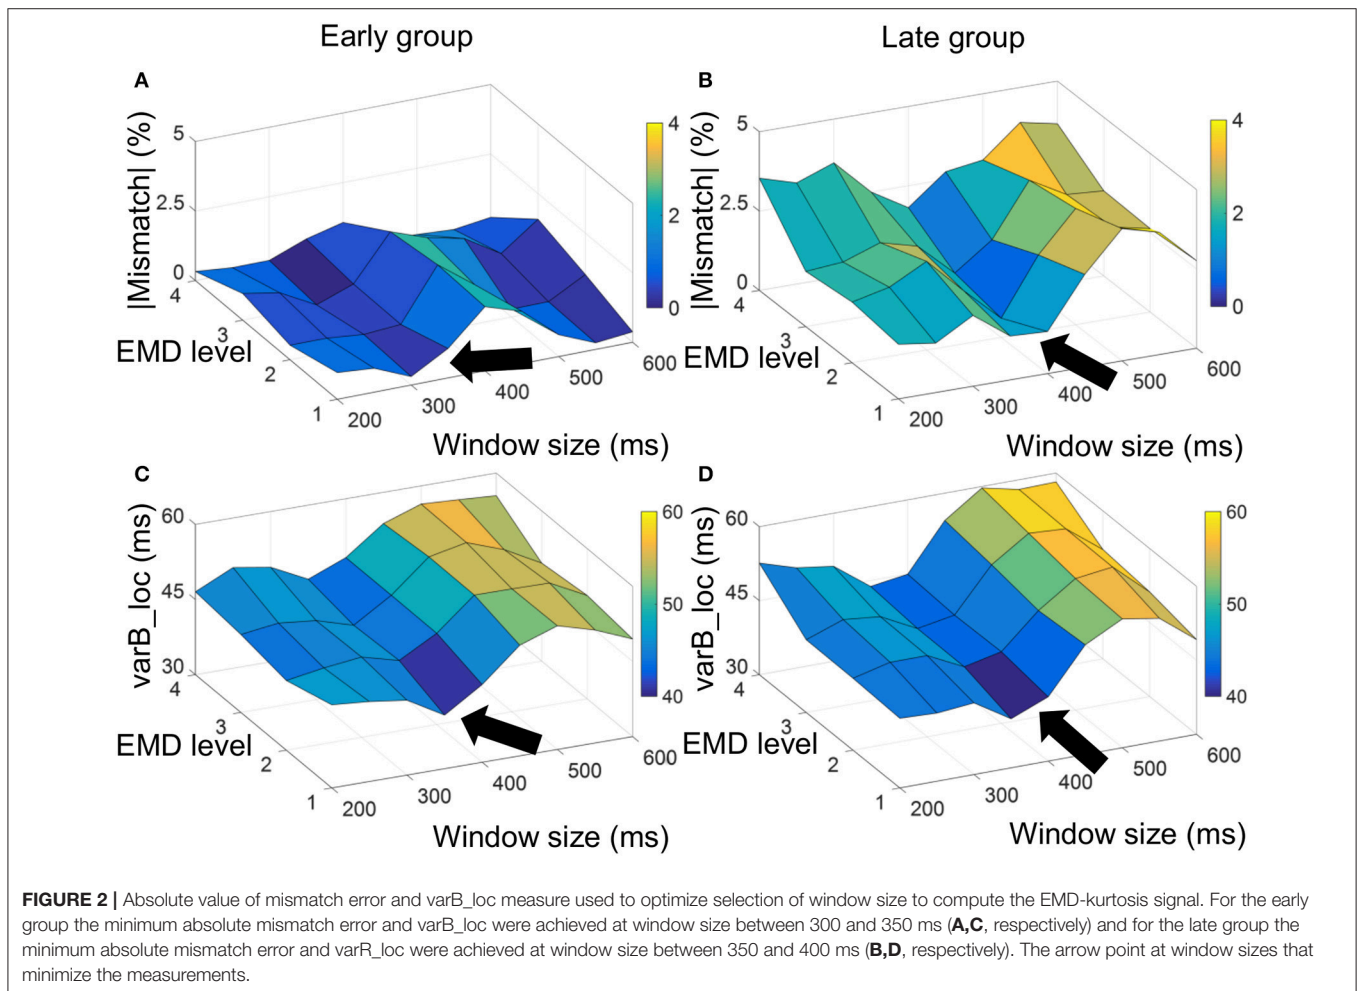 Early group
Late group
A
|Mismatch| (%)
5
2.5
0
4
3
2
1
EMD level
200
300
400
500
600
Window size (ms)
4
2
0
B
|Mismatch| (%)
5
2.5
0
4
3
2
1
EMD level
200
300
400
500
600
Window size (ms)
4
2
0
C
varB_loc (ms)
60
45
30
4
3
2
1
EMD level
200
300
400
500
600
Window size (ms)
60
50
40
D
varB_loc (ms)
60
45
30
4
3
2
1
EMD level
200
300
400
500
600
Window size (ms)
60
50
40
FIGURE 2 | Absolute value of mismatch error and varB_loc measure used to optimize selection of window size to compute the EMD-kurtosis signal. For the early
group the minimum absolute mismatch error and varB_loc were achieved at window size between 300 and 350 ms (A,C, respectively) and for the late group the
minimum absolute mismatch error and varR_loc were achieved at window size between 350 and 400 ms (B,D, respectively). The arrow point at window sizes that
minimize the measurements.